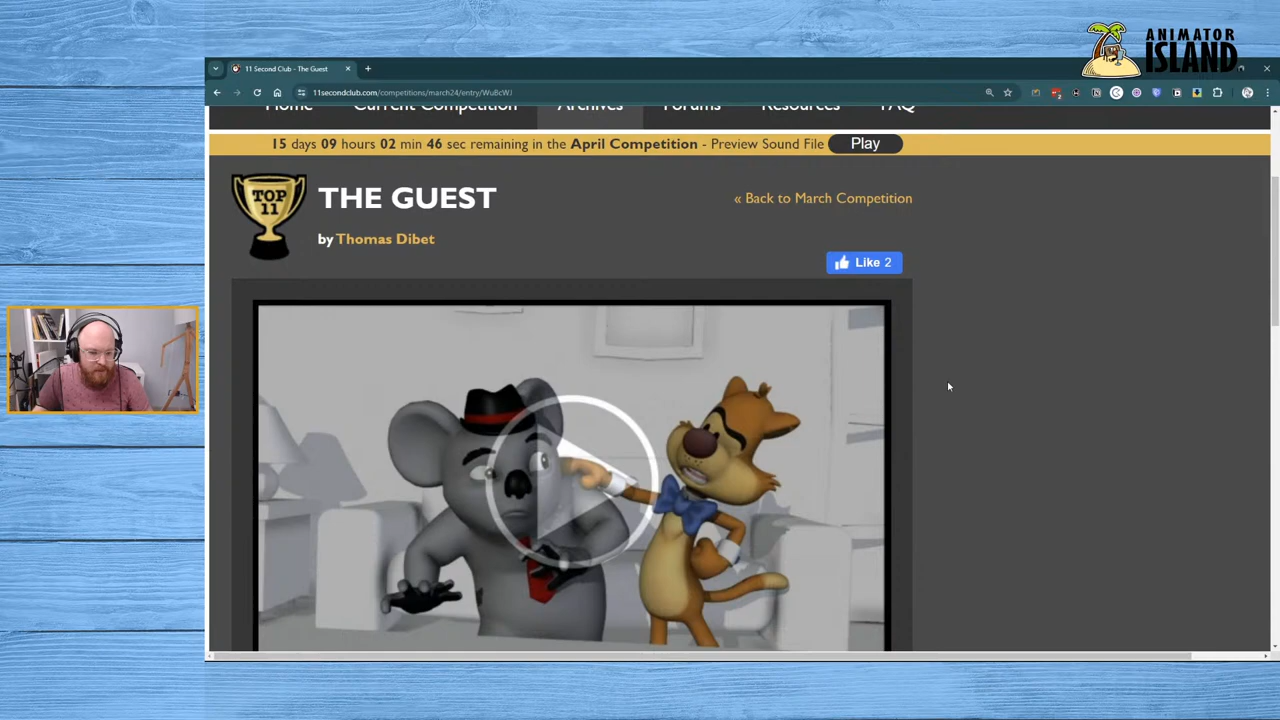 ANIMATOR
ISLAND
11 Second Club - The Guest
11secondclub.com/competitions/march24/entry/WuBcWJ
Home Current Competition Archives Forums Resources FAQ
15 days 09 hours 02 min 46 sec remaining in the April Competition - Preview Sound File Play
TOP
11
THE GUEST
« Back to March Competition
by Thomas Dibet
Like 2